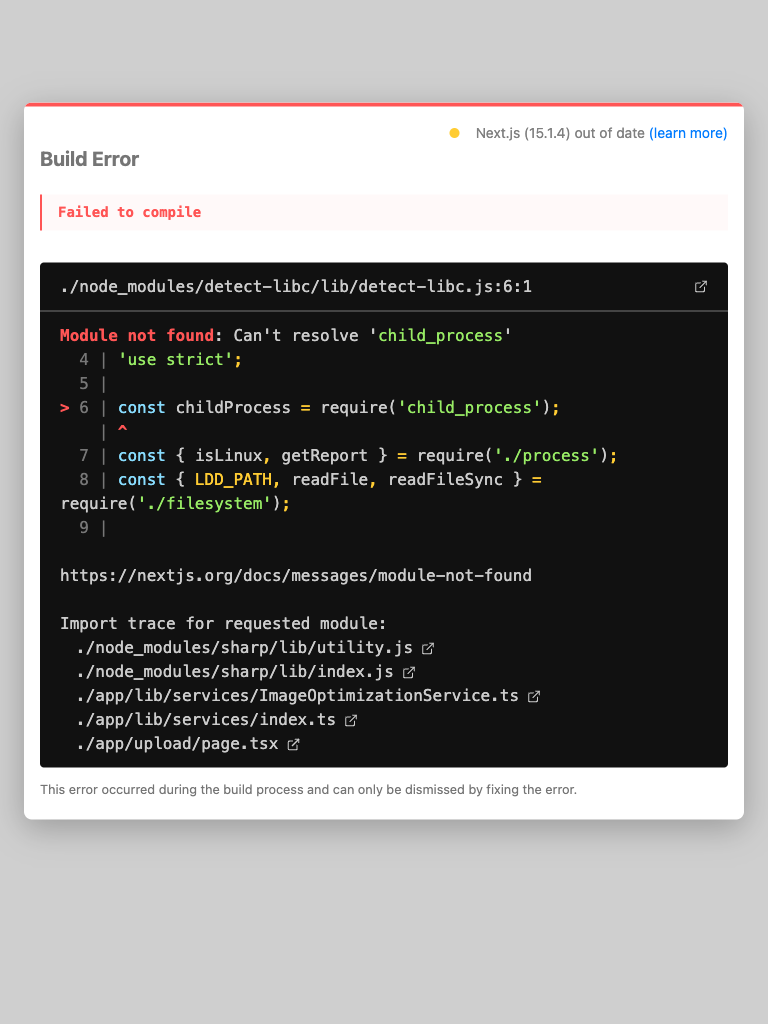 Next.js (15.1.4) out of date (learn more)
Build Error
Failed to compile
./node_modules/detect-libc/lib/detect-libc.js:6:1
Module not found: Can't resolve 'child_process'
4 | 'use strict';
5 |
> 6 | const childProcess = require('child_process');
| ^
7 | const { isLinux, getReport } = require('./process');
8 | const { LDD_PATH, readFile, readFileSync } =
require('./filesystem');
9 |
https://nextjs.org/docs/messages/module-not-found
Import trace for requested module:
./node_modules/sharp/lib/utility.js
./node_modules/sharp/lib/index.js
./app/lib/services/ImageOptimizationService.ts
./app/lib/services/index.ts
./app/upload/page.tsx
This error occurred during the build process and can only be dismissed by fixing the error.